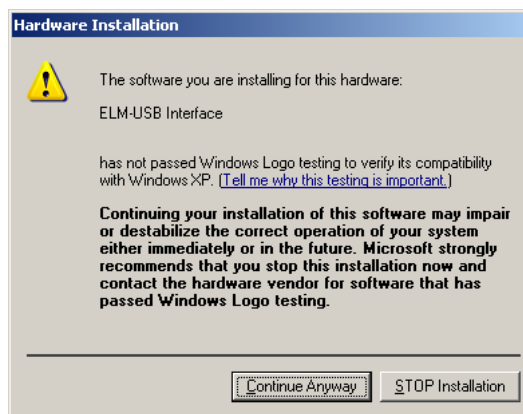 Hardware Installation
The software you are installing for this hardware:
ELM-USB Interface
has not passed Windows Logo testing to verify its compatibility
with Windows XP. (Tell me why this testing is important.)
Continuing your installation of this software may impair
or destabilize the correct operation of your system
either immediately or in the future. Microsoft strongly
recommends that you stop this installation now and
contact the hardware vendor for software that has
passed Windows Logo testing.
Continue Anyway STOP Installation